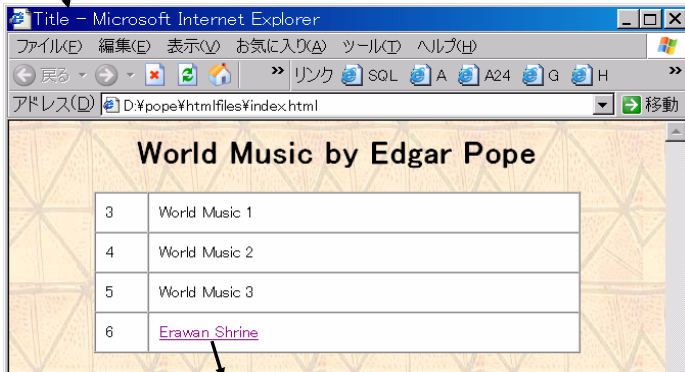 Title - Microsoft Internet Explorer
ファイル(F) 編集(E) 表示(V) お気に入り(A) ツール(T) ヘルプ(H)
戻る » リンク SQL A A24 G H »
アドレス(D) D:¥pope¥htmlfiles¥index.html 移動
World Music by Edgar Pope
3 World Music 1
4 World Music 2
5 World Music 3
6 Erawan Shrine